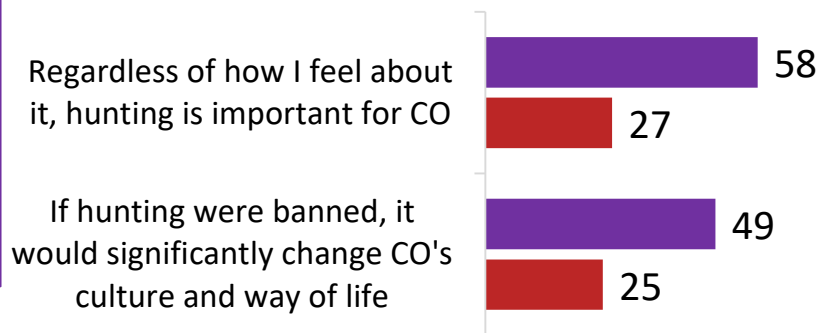 Regardless of how I feel about
it, hunting is important for CO
58
27
If hunting were banned, it
would significantly change CO's
culture and way of life
49
25